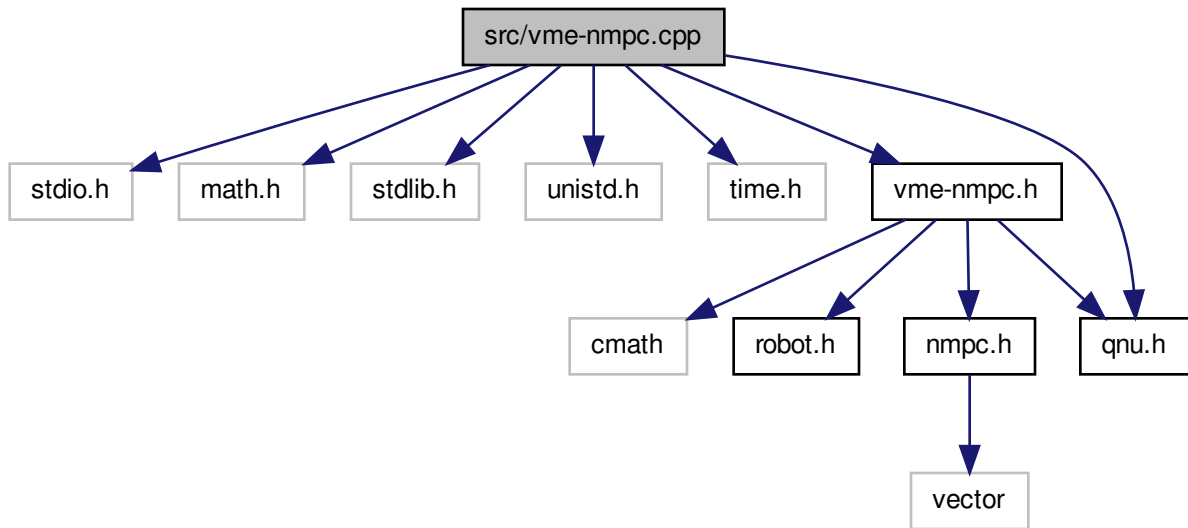 src/vme-nmpc.cpp
stdio.h
math.h
stdlib.h
unistd.h
time.h
vme-nmpc.h
cmath
robot.h
nmpc.h
qnu.h
vector